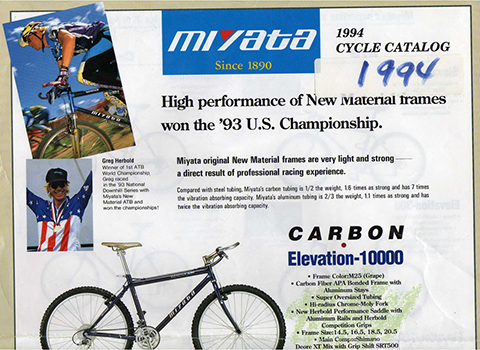 miyata
Since 1890
1994
CYCLE CATALOG
1994
High performance of New Material frames
won the '93 U.S. Championship.
Greg Herbold
Winner of 1st ATB
World Championship,
Greg raced
in the '93 National
Downhill Series with
Miyata's New
Material ATB and
won the championships!
Miyata original New Material frames are very light and strong
a direct result of professional racing experience.
Compared with steel tubing, Miyata's carbon tubing is 1/2 the weight, 1.6 times as strong and has 7 times
the vibration absorbing capacity. Miyata's aluminum tubing is 2/3 the weight, 1.1 times as strong and has
twice the vibration absorbing capacity.
CARBON
Elevation-10000
• Frame Color:M25 (Grape)
• Carbon Fiber APA Bonded Frame with
Aluminum Stays
• Super Oversized Tubing
• Hi-radius Chrome-Moly Fork
• New Herbold Performance Saddle with
Aluminum Rails and Herbold
Competition Grips
• Frame Size:14.5, 16.5, 18.5, 20.5
• Main Compo:Shimano
Deore XT Mix with Grip Shift SRT500
MIYATA